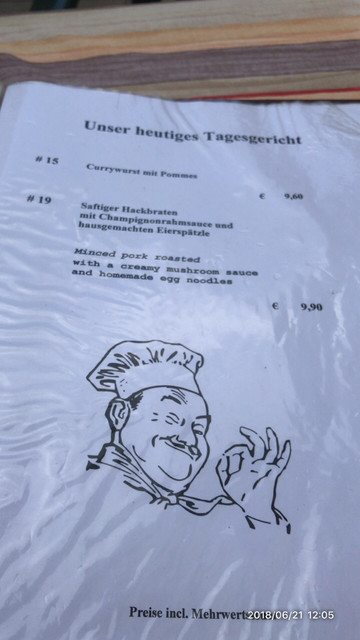 Unser heutiges Tagesgericht
# 15 Currywurst mit Pommes
€ 9,60
# 19 Saftiger Hackbraten
mit Champignonrahmsauce und
hausgemachten Eierspätzle
Minced pork roasted
with a creamy mushroom sauce
and homemade egg noodles
€ 9,90
Preise incl.
2018/06/21 12:05